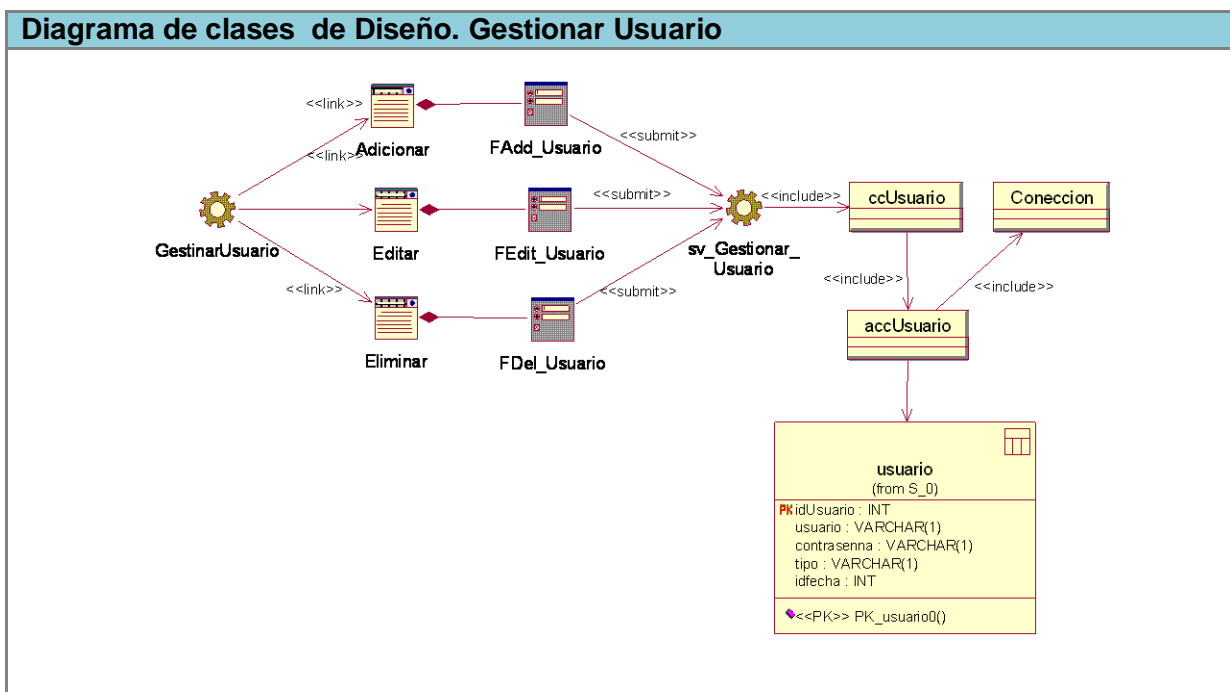 Diagrama de clases de Diseño. Gestionar Usuario
<<link>>
Adicionar
FAdd_Usuario
<<submit>>
<<link>>
GestinarUsuario
Editar
FEdit_Usuario
<<submit>>
sv_Gestionar_
Usuario
<<include>>
ccUsuario
Coneccion
<<link>>
Eliminar
FDel_Usuario
<<submit>>
<<include>>
<<include>>
accUsuario
usuario
(from S_0)
PK idUsuario : INT
usuario : VARCHAR(1)
contrasenna : VARCHAR(1)
tipo : VARCHAR(1)
idfecha : INT
<<PK>> PK_usuario0()